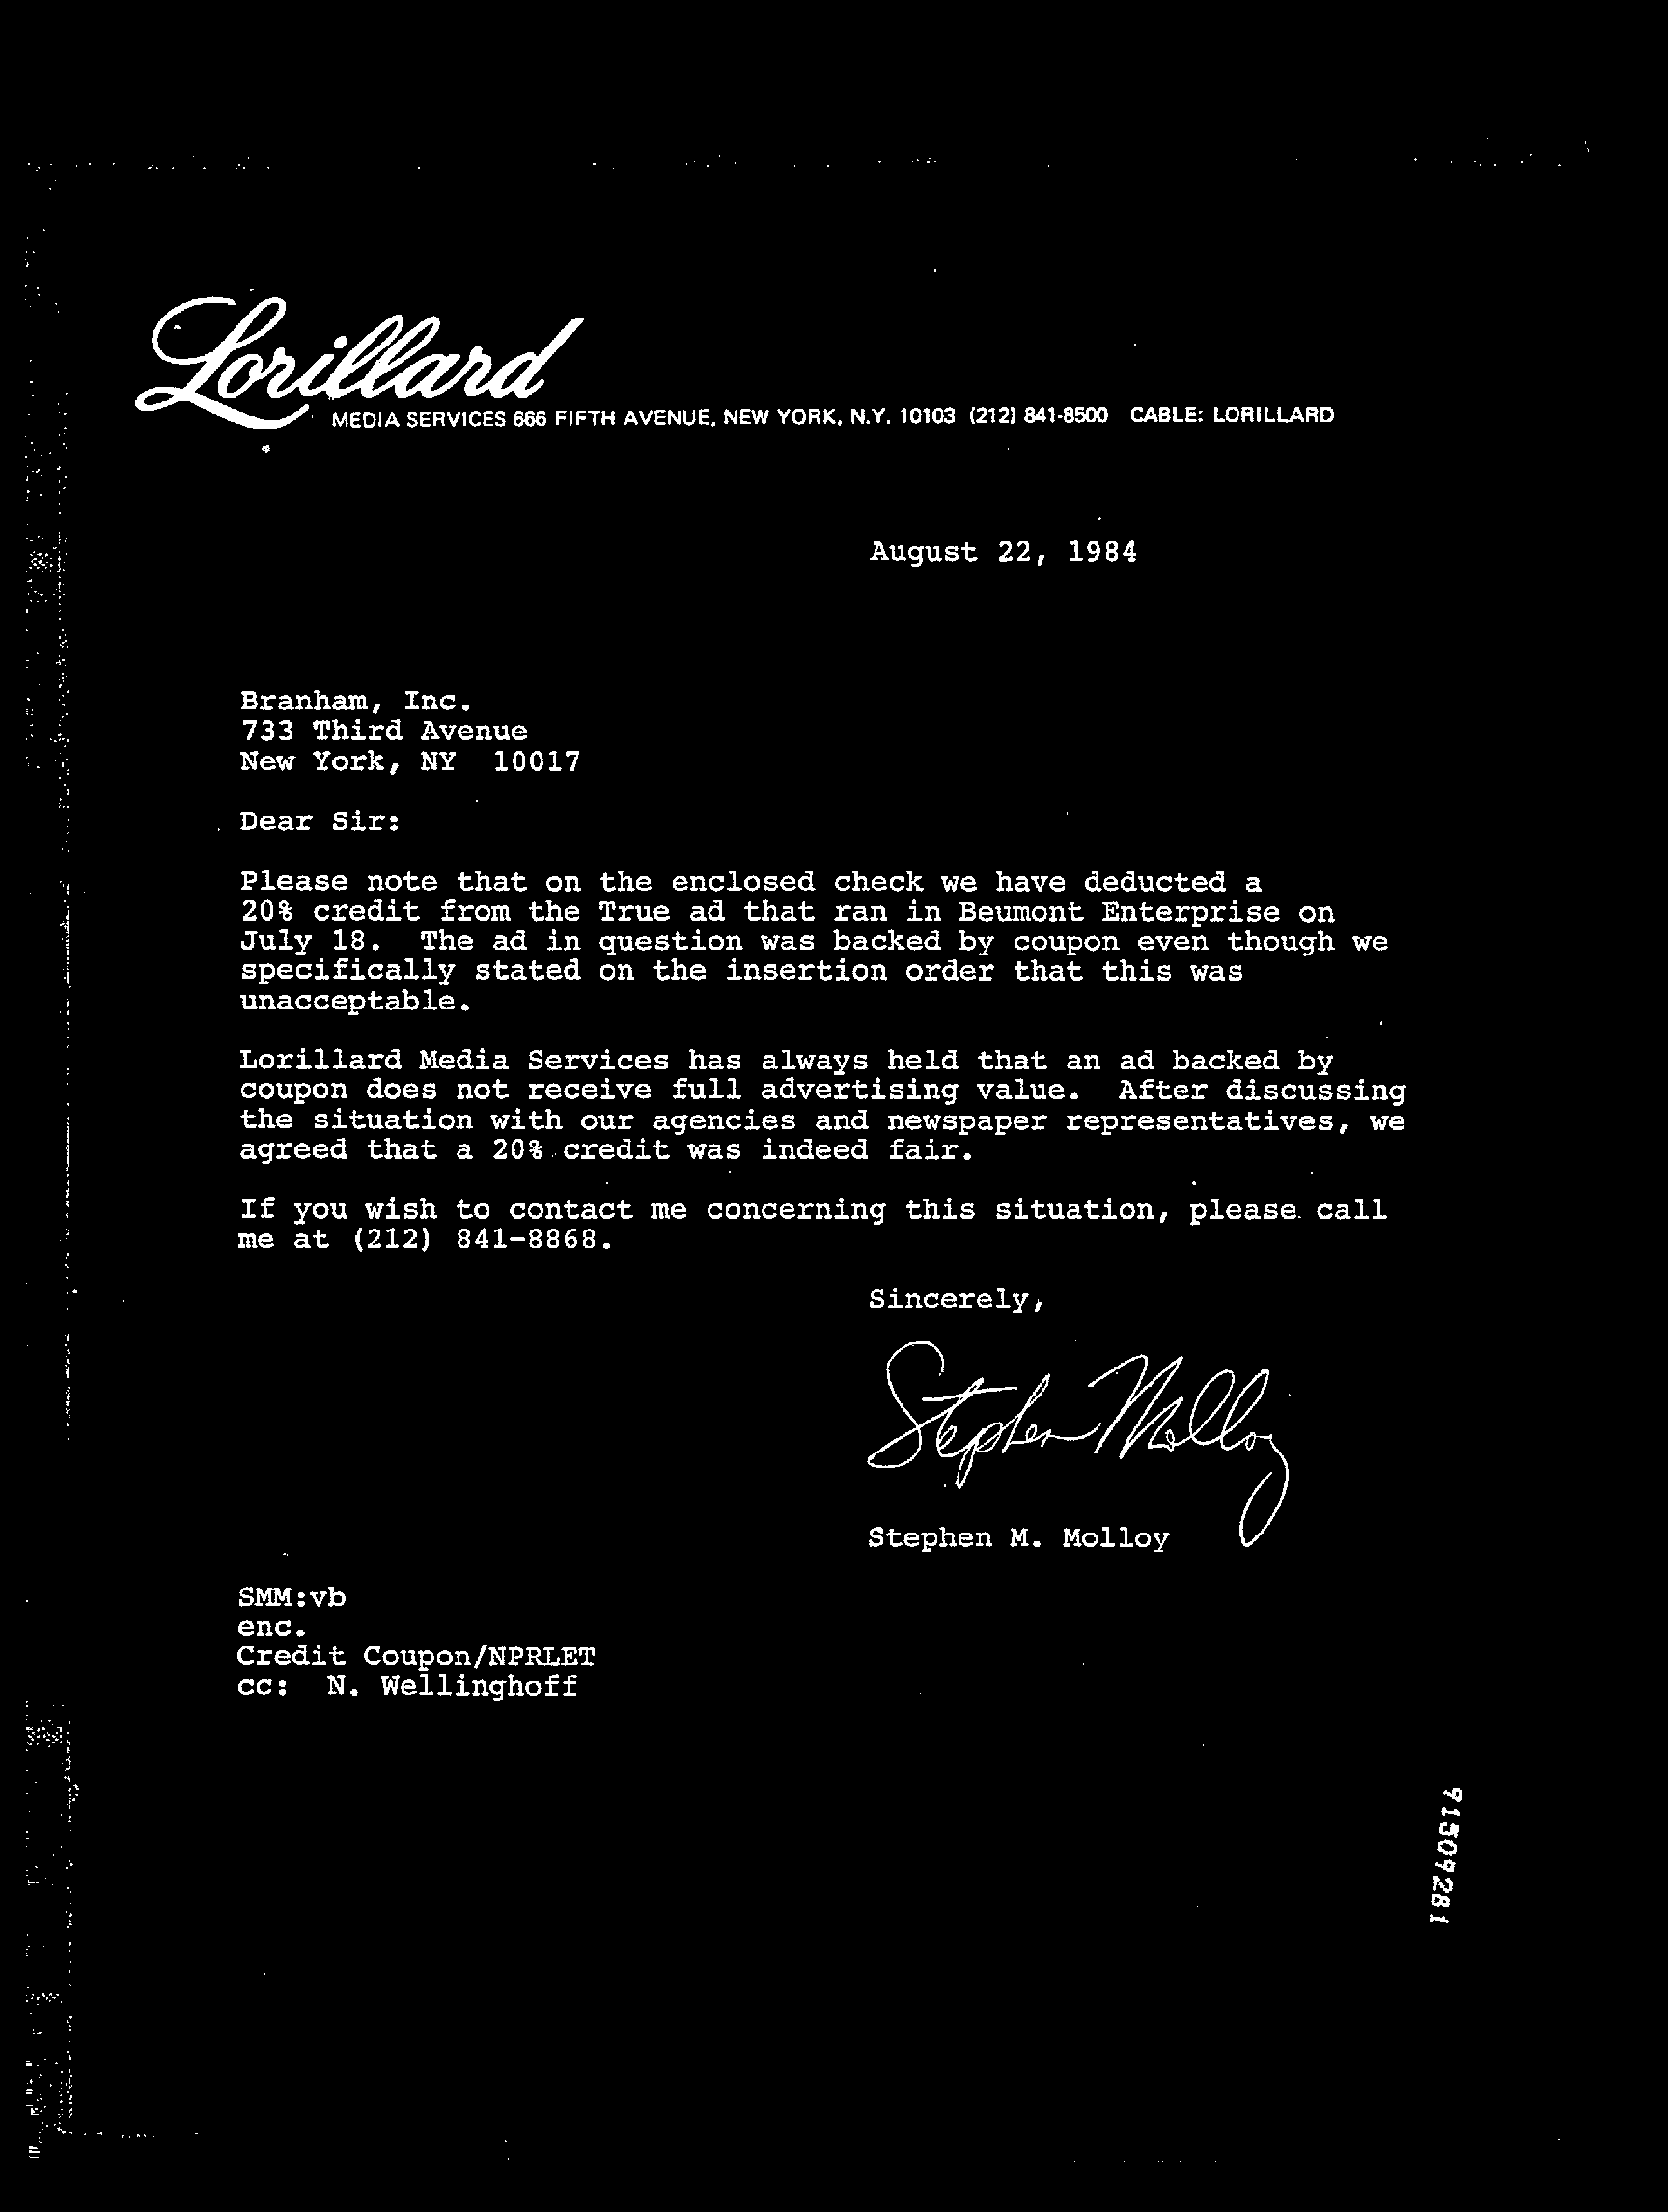 Lorillard
MEDIA SERVICES 666 FIFTH AVENUE, NEW YORK, N.Y. 10103 (212) 841-8500 CABLE: LORILLARD
August 22, 1984
Branham, Inc.
733 Third Avenue
New York, NY 10017
Dear Sir:
Please note that on the enclosed check we have deducted a
20% credit from the True ad that ran in Beumont Enterprise on
July 18. The ad in question was backed by coupon even though we
specifically stated on the insertion order that this was
unacceptable.
Lorillard Media Services has always held that an ad backed by
coupon does not receive full advertising value. After discussing
the situation with our agencies and newspaper representatives, we
agreed that a 20% credit was indeed fair.
If you wish to contact me concerning this situation, please call
me at (212) 841-8868.
Sincerely,
Stephen Molloy
Stephen M. Molloy
SMM:vb
enc.
Credit Coupon/NPRLET
cc: N. Wellinghoff
91509281